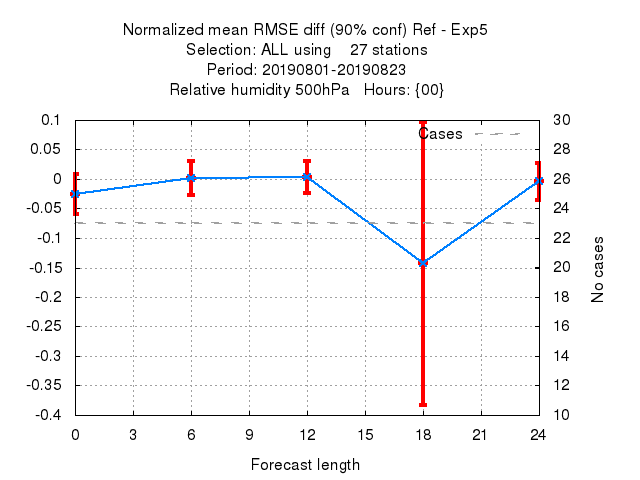 Normalized mean RMSE diff (90% conf) Ref - Exp5
Selection: ALL using    27 stations
Period: 20190801-20190823
Relative humidity 500hPa   Hours: {00}
Cases
0.1
0.05
0
-0.05
-0.1
-0.15
-0.2
-0.25
-0.3
-0.35
-0.4
30
28
26
24
22
20
18
16
14
12
10
No cases
0 3 6 9 12 15 18 21 24
Forecast length